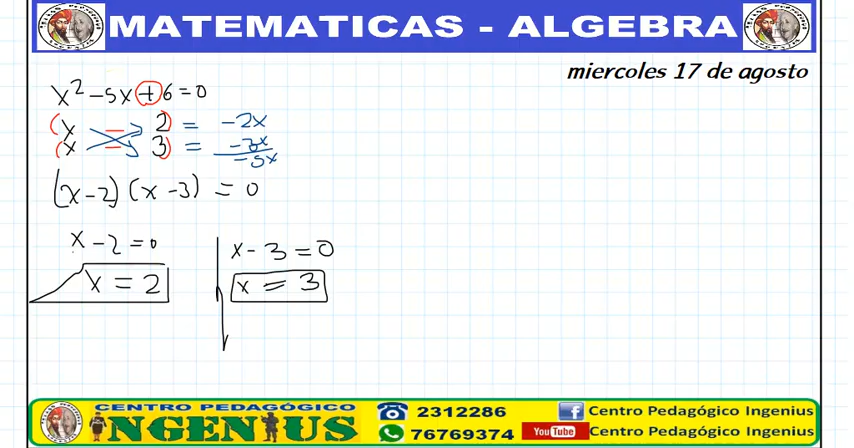 MATEMATICAS - ALGEBRA
miercoles 17 de agosto
x² - 5x + 6 = 0
(x - 2) = -2x
(x - 3) = -3x
-5x
(x - 2) (x - 3) = 0
x - 2 = 0
x = 2
x - 3 = 0
x = 3
CENTRO PEDAGÓGICO
INGENIUS
2312286
76769374
Centro Pedagógico Ingenius
YouTube Centro Pedagógico Ingenius